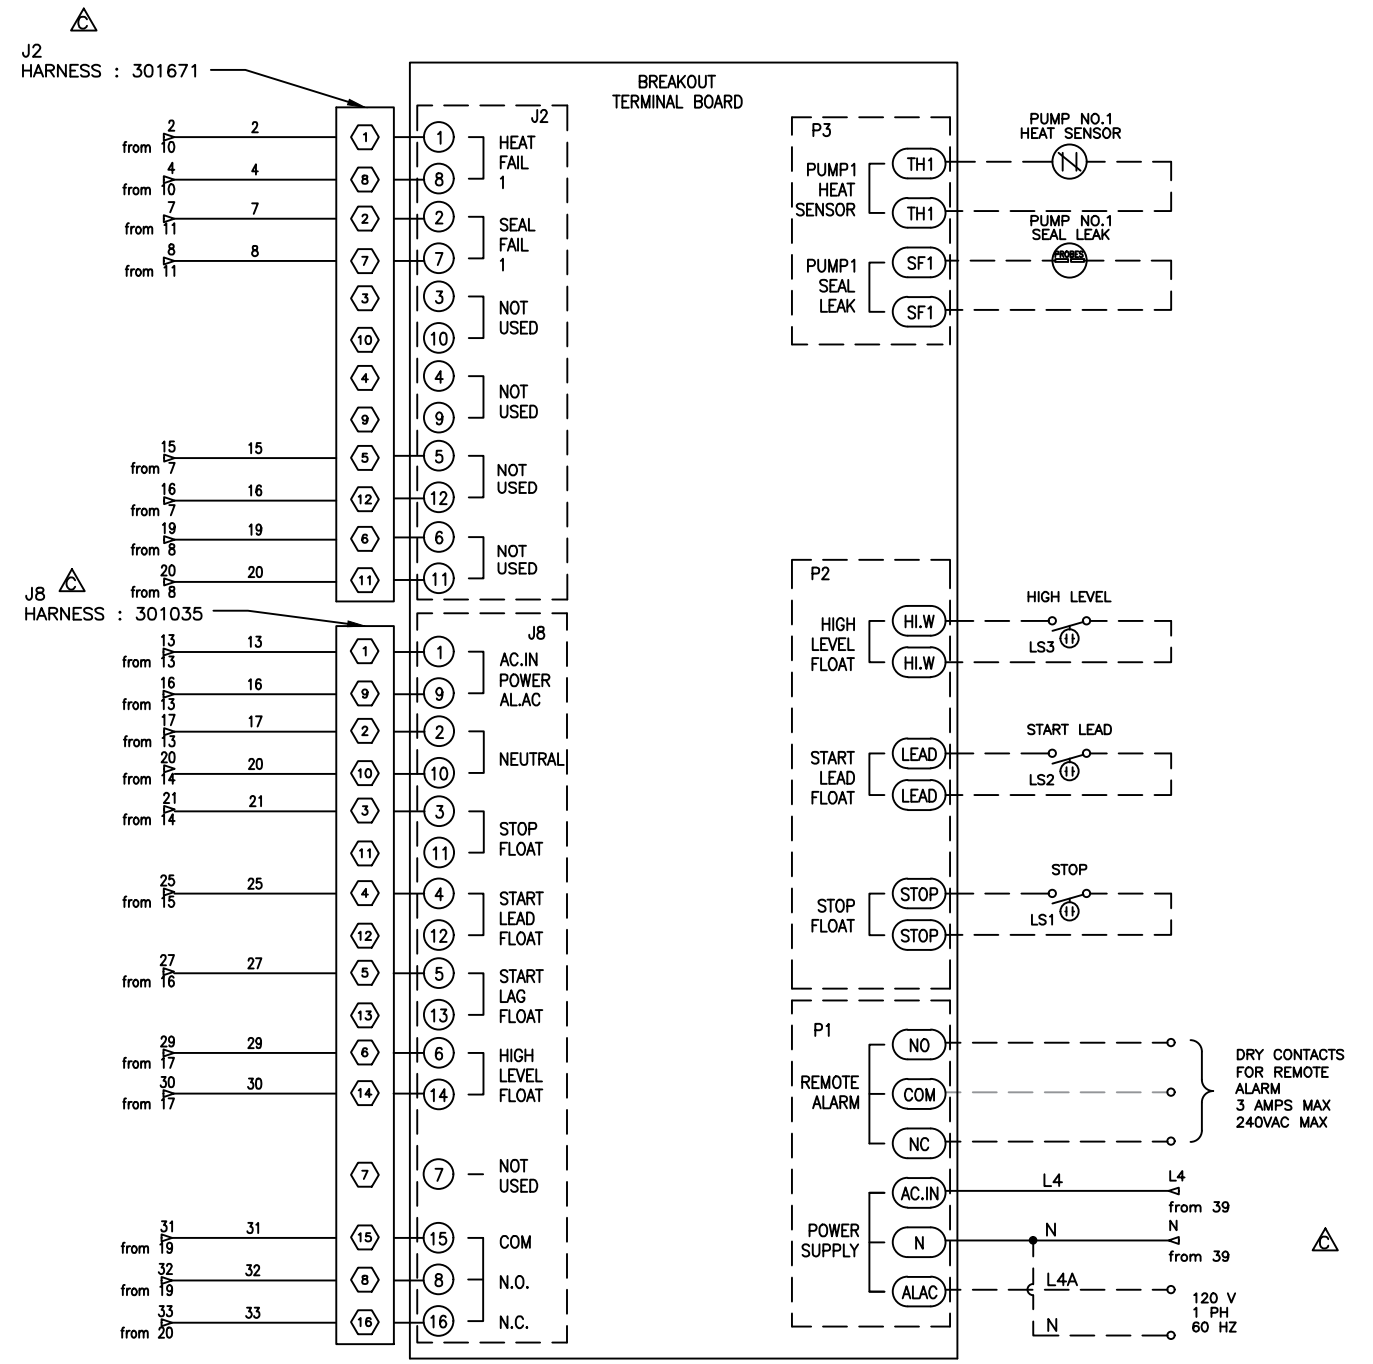 C
J2
HARNESS : 301671
BREAKOUT
TERMINAL BOARD
2
from 10
2
1
1
J2
HEAT
FAIL
1
4
from 10
4
8
8
7
from 11
7
2
2
SEAL
FAIL
1
8
from 11
8
7
7
3
3
NOT
USED
10
10
4
4
NOT
USED
9
9
15
from 7
15
5
5
NOT
USED
16
from 7
16
12
12
19
from 8
19
6
6
NOT
USED
20
from 8
20
11
11
C
J8
HARNESS : 301035
J8
13
from 13
13
1
1
AC.IN
POWER
AL.AC
16
from 13
16
9
9
17
from 13
17
2
2
NEUTRAL
20
from 14
20
10
10
21
from 14
21
3
3
STOP
FLOAT
11
11
25
from 15
25
4
4
START
LEAD
FLOAT
12
12
27
from 16
27
5
5
START
LAG
FLOAT
13
13
29
from 17
29
6
6
HIGH
LEVEL
FLOAT
30
from 17
30
14
14
7
7
NOT
USED
31
from 19
31
15
15
COM
32
from 19
32
8
8
N.O.
33
from 20
33
16
16
N.C.
P3
PUMP1
HEAT
SENSOR
TH1
TH1
PUMP NO.1
HEAT SENSOR
PUMP1
SEAL
LEAK
SF1
SF1
PUMP NO.1
SEAL LEAK
PROBES
P2
HIGH
LEVEL
FLOAT
HI.W
HI.W
HIGH LEVEL
LS3
START
LEAD
FLOAT
LEAD
LEAD
START LEAD
LS2
STOP
FLOAT
STOP
STOP
STOP
LS1
P1
REMOTE
ALARM
NO
COM
NC
DRY CONTACTS
FOR REMOTE
ALARM
3 AMPS MAX
240VAC MAX
POWER
SUPPLY
AC.IN
L4
L4
from 39
N
N
N
from 39
C
ALAC
L4A
N
120 V
1 PH
60 HZ